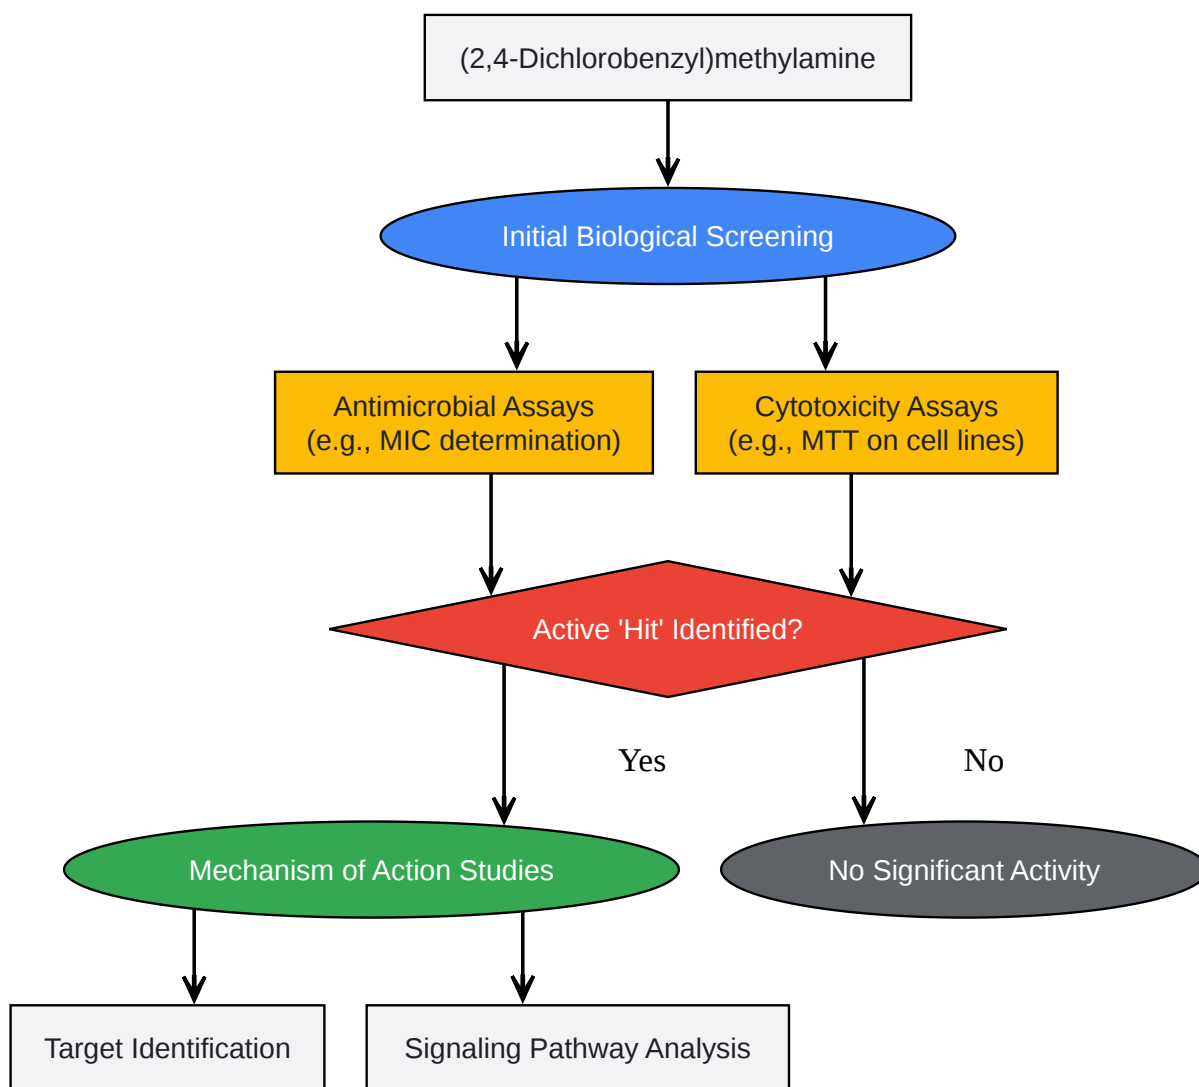 (2,4-Dichlorobenzyl)methylamine
Initial Biological Screening
Antimicrobial Assays
(e.g., MIC determination)
Cytotoxicity Assays
(e.g., MTT on cell lines)
Active 'Hit' Identified?
Yes
No
Mechanism of Action Studies
No Significant Activity
Target Identification
Signaling Pathway Analysis